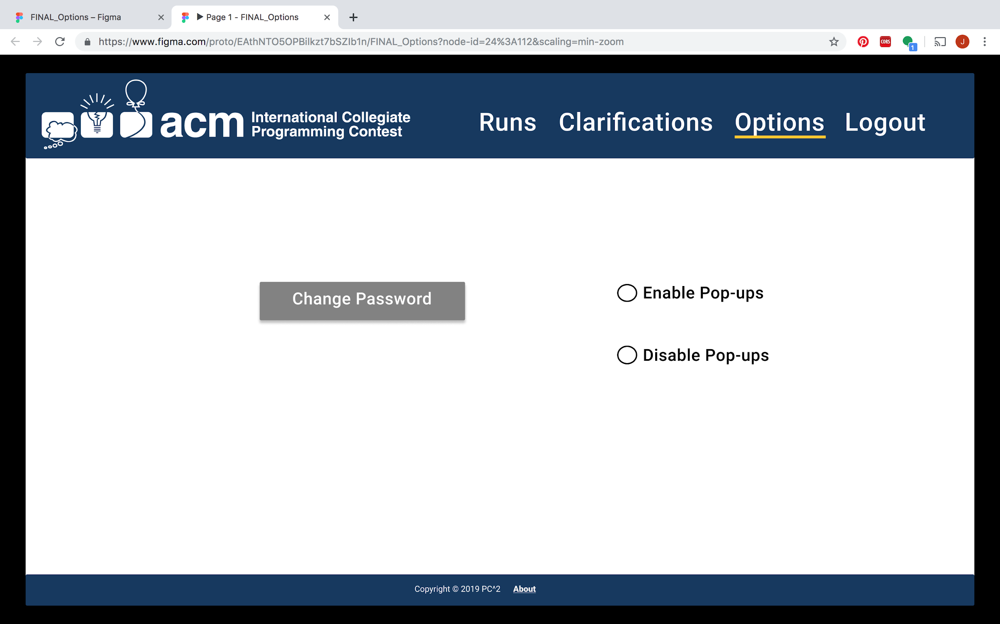 FINAL_Options – Figma
▶ Page 1 - FINAL_Options
https://www.figma.com/proto/EAthNTO5OPBilkzt7bSZIb1n/FINAL_Options?node-id=24%3A112&scaling=min-zoom
CORS
1
J
acm International Collegiate
Programming Contest
Runs Clarifications Options Logout
Change Password
Enable Pop-ups
Disable Pop-ups
Copyright © 2019 PC^2 About